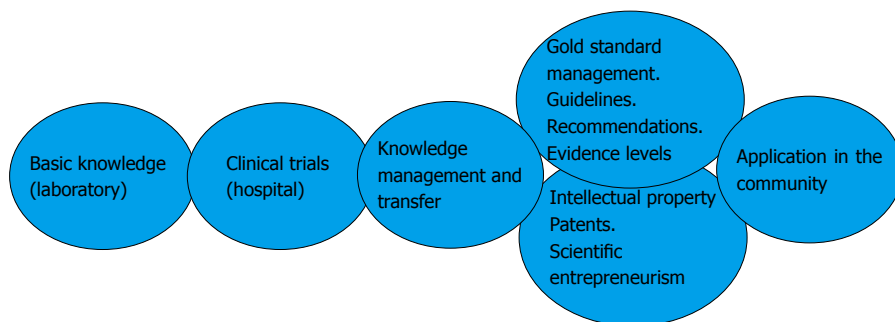 Basic knowledge
(laboratory)
Clinical trials
(hospital)
Knowledge
management and
transfer
Gold standard
management.
Guidelines.
Recommendations.
Evidence levels
Intellectual property
Patents.
Scientific
entrepreneurism
Application in the
community